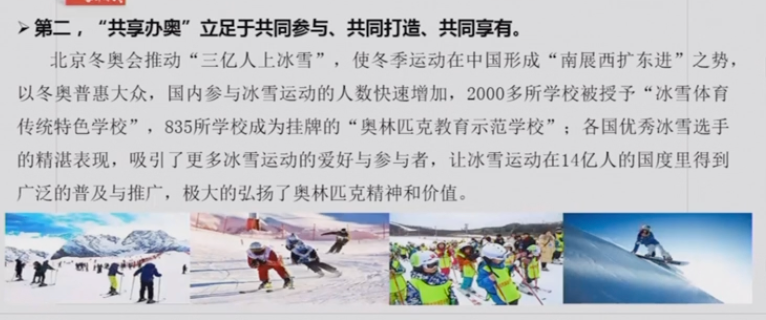 ➤ 第二，“共享办奥”立足于共同参与、共同打造、共同享有。
北京冬奥会推动“三亿人上冰雪”，使冬季运动在中国形成“南展西扩东进”之势，
以冬奥普惠大众，国内参与冰雪运动的人数快速增加，2000多所学校被授予“冰雪体育
传统特色学校”，835所学校成为挂牌的“奥林匹克教育示范学校”；各国优秀冰雪选手
的精湛表现，吸引了更多冰雪运动的爱好与参与者，让冰雪运动在14亿人的国度里得到
广泛的普及与推广，极大的弘扬了奥林匹克精神和价值。